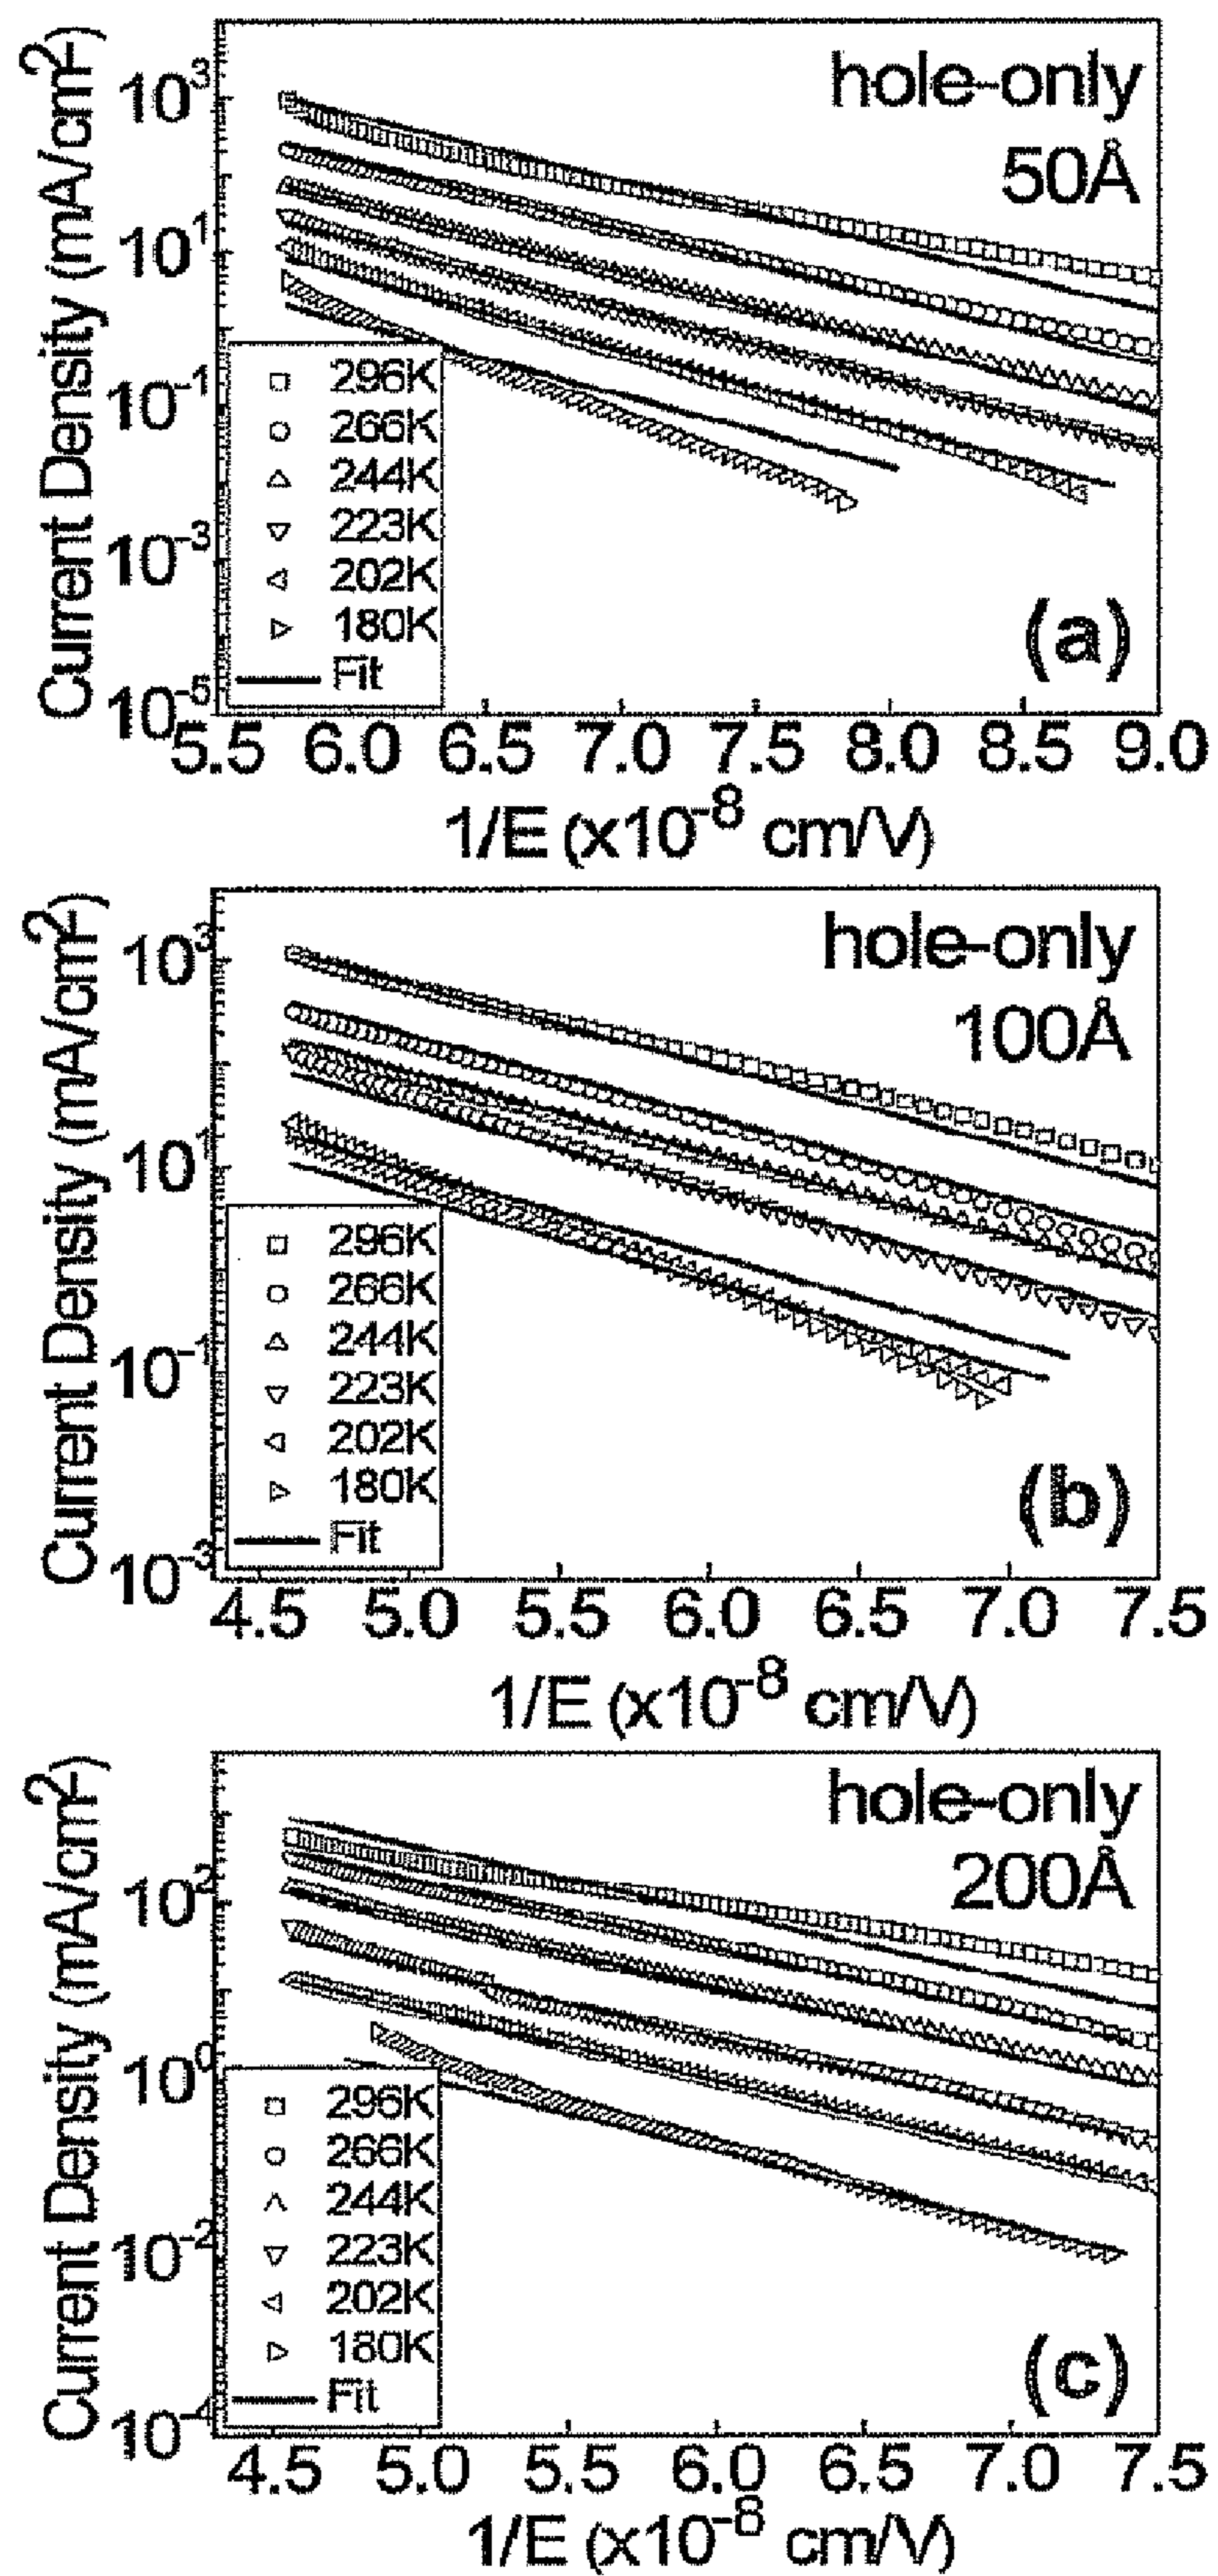 hole-only
50Å
Current Density (mA/cm²)
10³
10¹
10⁻¹
10⁻³
10⁻⁵
296K
266K
244K
223K
202K
180K
Fit
(a)
5.5 6.0 6.5 7.0 7.5 8.0 8.5 9.0
1/E (x10⁻⁸ cm/V)
hole-only
100Å
Current Density (mA/cm²)
10³
10¹
10⁻¹
10⁻³
296K
266K
244K
223K
202K
180K
Fit
(b)
4.5 5.0 5.5 6.0 6.5 7.0 7.5
1/E (x10⁻⁸ cm/V)
hole-only
200Å
Current Density (mA/cm²)
10²
10⁰
10⁻²
10⁻⁴
296K
266K
244K
223K
202K
180K
Fit
(c)
4.5 5.0 5.5 6.0 6.5 7.0 7.5
1/E (x10⁻⁸ cm/V)